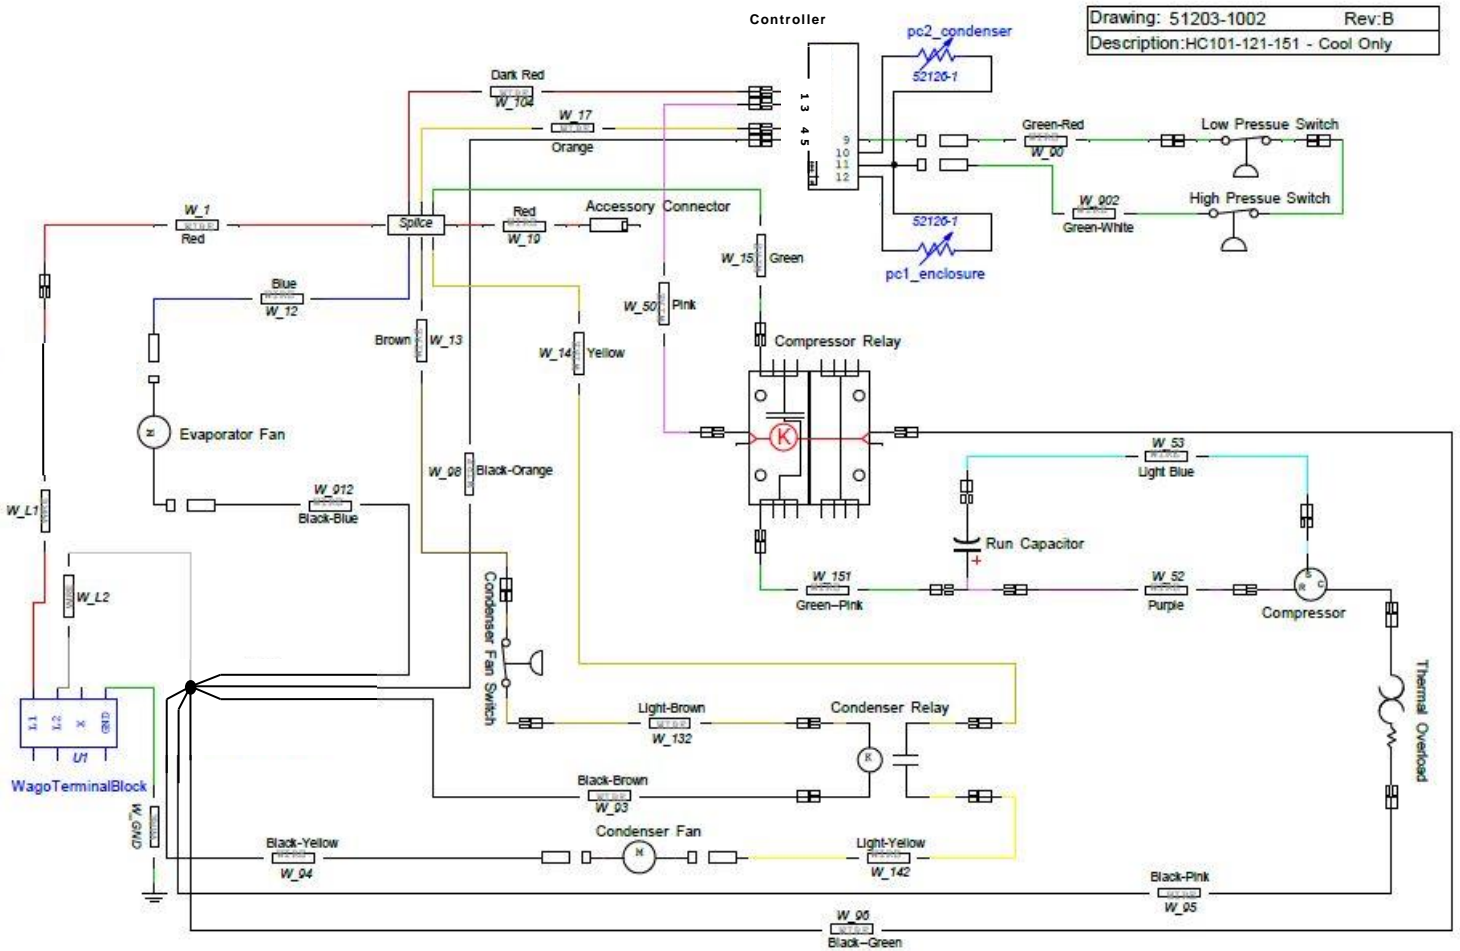 Controller
Drawing: 51203-1002 Rev:B
Description:HC101-121-151 - Cool Only
pc2_condenser
52126-1
Dark Red
W_104
W_17
Orange
1
3
4
5
9
10
11
12
Green-Red
W_90
Low Pressue Switch
W_902
Green-White
High Pressue Switch
52126-1
pc1_enclosure
W_1
Red
Splice
Red
W_19
Accessory Connector
W_15
Green
Blue
W_12
W_50
Pink
Brown
W_13
W_14
Yellow
Compressor Relay
K
Evaporator Fan
W_98
Black-Orange
W_53
Light Blue
W_912
Black-Blue
W_L1
Run Capacitor
+
W_L2
W_151
Green-Pink
W_52
Purple
S
R
C
Compressor
Condenser Fan Switch
Thermal Overload
L1
L2
X
GND
U1
WagoTerminalBlock
Light-Brown
W_132
Condenser Relay
K
Black-Brown
W_93
W_GND
Condenser Fan
M
Black-Yellow
W_94
Light-Yellow
W_142
Black-Pink
W_95
W_96
Black-Green